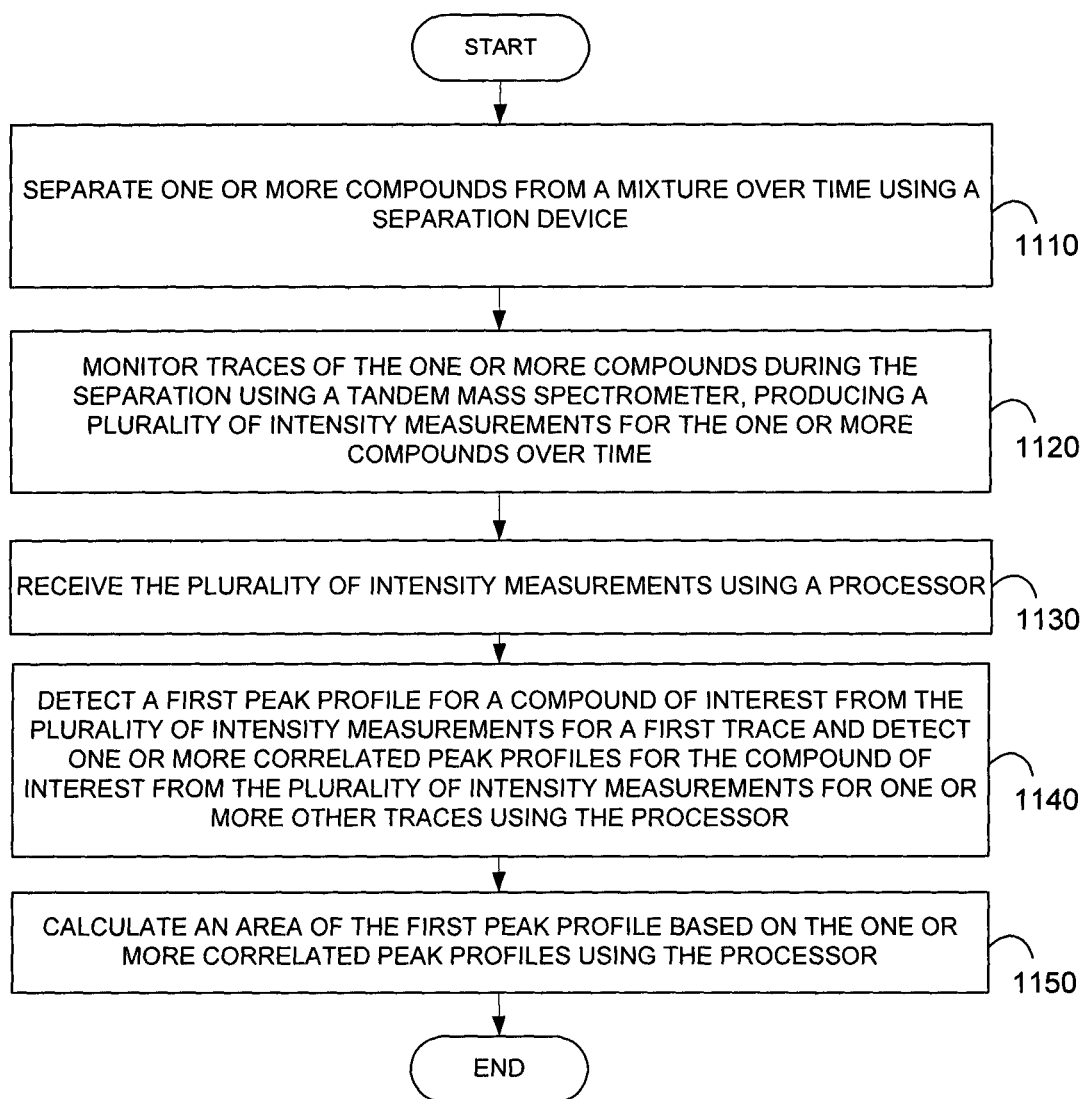 START
SEPARATE ONE OR MORE COMPOUNDS FROM A MIXTURE OVER TIME USING A
SEPARATION DEVICE
1110
MONITOR TRACES OF THE ONE OR MORE COMPOUNDS DURING THE
SEPARATION USING A TANDEM MASS SPECTROMETER, PRODUCING A
PLURALITY OF INTENSITY MEASUREMENTS FOR THE ONE OR MORE
COMPOUNDS OVER TIME
1120
RECEIVE THE PLURALITY OF INTENSITY MEASUREMENTS USING A PROCESSOR
1130
DETECT A FIRST PEAK PROFILE FOR A COMPOUND OF INTEREST FROM THE
PLURALITY OF INTENSITY MEASUREMENTS FOR A FIRST TRACE AND DETECT
ONE OR MORE CORRELATED PEAK PROFILES FOR THE COMPOUND OF
INTEREST FROM THE PLURALITY OF INTENSITY MEASUREMENTS FOR ONE OR
MORE OTHER TRACES USING THE PROCESSOR
1140
CALCULATE AN AREA OF THE FIRST PEAK PROFILE BASED ON THE ONE OR
MORE CORRELATED PEAK PROFILES USING THE PROCESSOR
1150
END